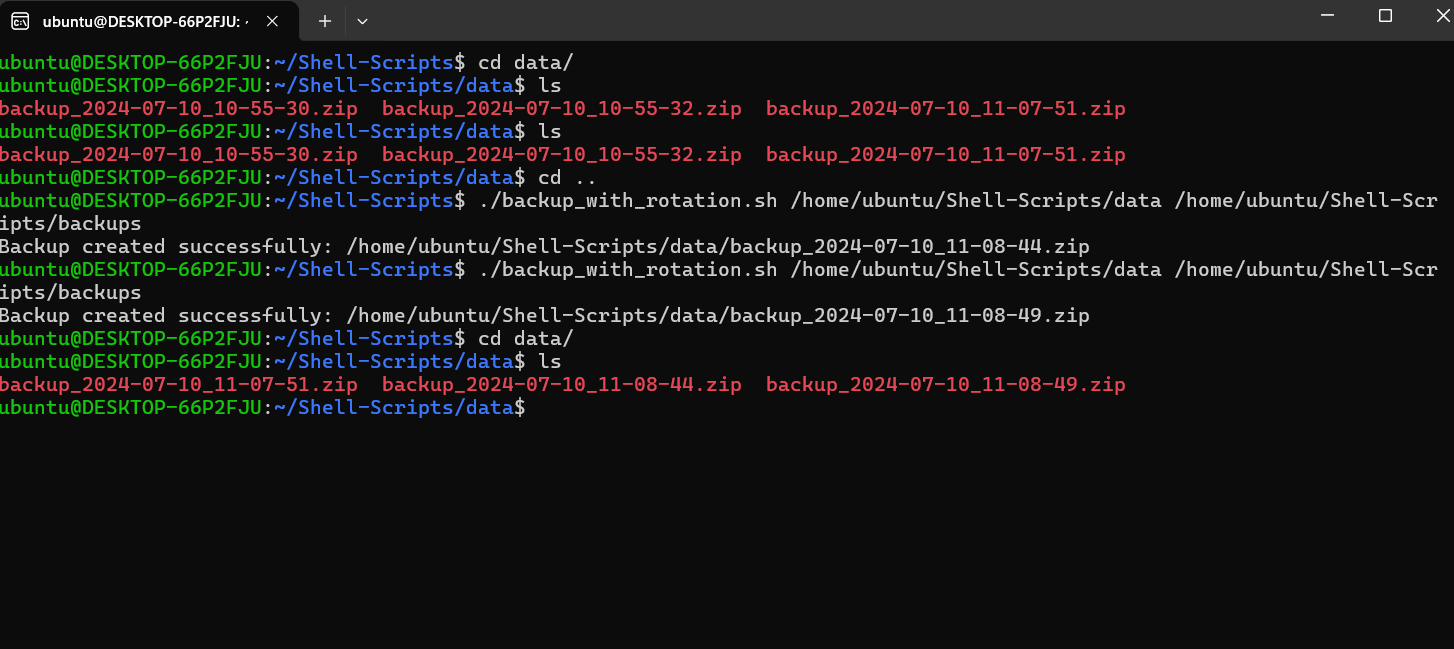 ubuntu@DESKTOP-66P2FJU: ~
ubuntu@DESKTOP-66P2FJU:~/Shell-Scripts$ cd data/
ubuntu@DESKTOP-66P2FJU:~/Shell-Scripts/data$ ls
backup_2024-07-10_10-55-30.zip  backup_2024-07-10_10-55-32.zip  backup_2024-07-10_11-07-51.zip
ubuntu@DESKTOP-66P2FJU:~/Shell-Scripts/data$ ls
backup_2024-07-10_10-55-30.zip  backup_2024-07-10_10-55-32.zip  backup_2024-07-10_11-07-51.zip
ubuntu@DESKTOP-66P2FJU:~/Shell-Scripts/data$ cd ..
ubuntu@DESKTOP-66P2FJU:~/Shell-Scripts$ ./backup_with_rotation.sh /home/ubuntu/Shell-Scripts/data /home/ubuntu/Shell-Scr
ipts/backups
Backup created successfully: /home/ubuntu/Shell-Scripts/data/backup_2024-07-10_11-08-44.zip
ubuntu@DESKTOP-66P2FJU:~/Shell-Scripts$ ./backup_with_rotation.sh /home/ubuntu/Shell-Scripts/data /home/ubuntu/Shell-Scr
ipts/backups
Backup created successfully: /home/ubuntu/Shell-Scripts/data/backup_2024-07-10_11-08-49.zip
ubuntu@DESKTOP-66P2FJU:~/Shell-Scripts$ cd data/
ubuntu@DESKTOP-66P2FJU:~/Shell-Scripts/data$ ls
backup_2024-07-10_11-07-51.zip  backup_2024-07-10_11-08-44.zip  backup_2024-07-10_11-08-49.zip
ubuntu@DESKTOP-66P2FJU:~/Shell-Scripts/data$